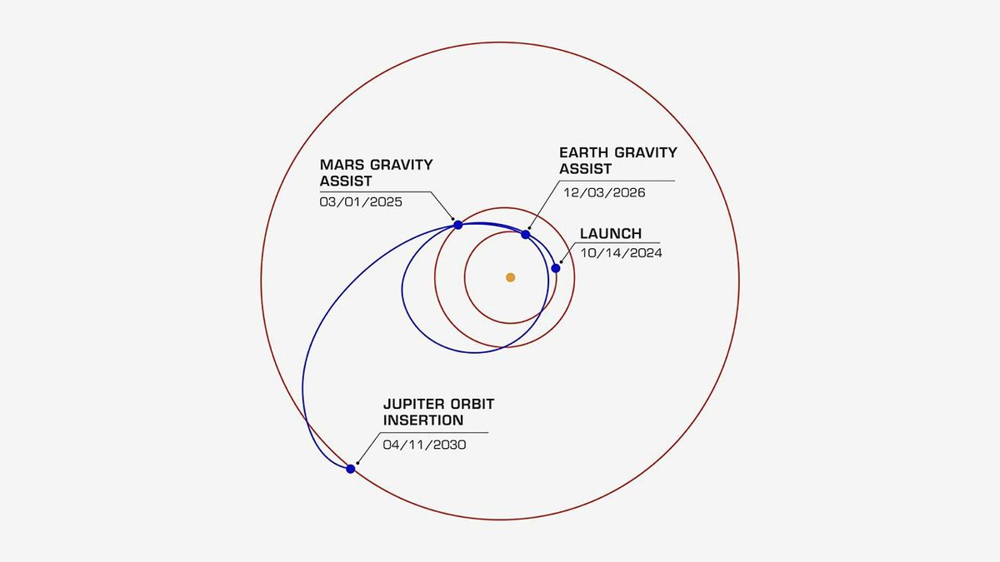 MARS GRAVITY
ASSIST
03/01/2025
EARTH GRAVITY
ASSIST
12/03/2026
LAUNCH
10/14/2024
JUPITER ORBIT
INSERTION
04/11/2030